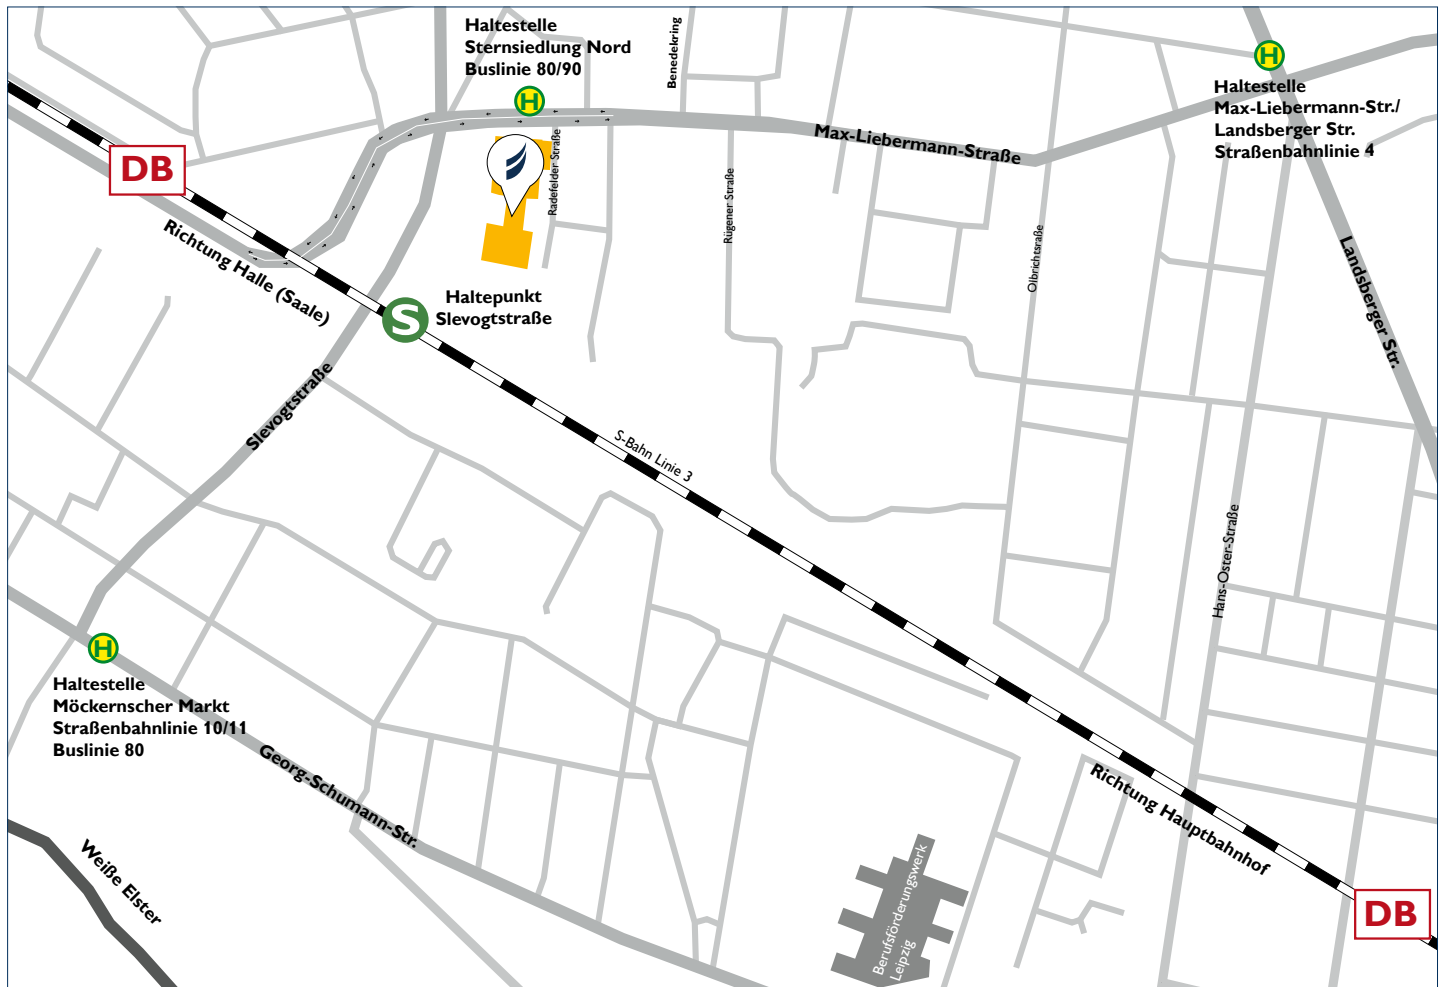 Haltestelle
Sternsiedlung Nord
Buslinie 80/90
H
Benedekring
H
Haltestelle
Max-Liebermann-Str./
Landsberger Str.
Straßenbahnlinie 4
Max-Liebermann-Straße
DB
Radefelder Straße
Rügener Straße
Olbrichtsraße
Landsberger Str.
Richtung Halle (Saale)
S
Haltepunkt
Slevogtstraße
Slevogtstraße
S-Bahn Linie 3
Hans-Oster-Straße
H
Haltestelle
Möckernscher Markt
Straßenbahnlinie 10/11
Buslinie 80
Georg-Schumann-Str.
Weiße Elster
Richtung Hauptbahnhof
Berufsförderungswerk
Leipzig
DB